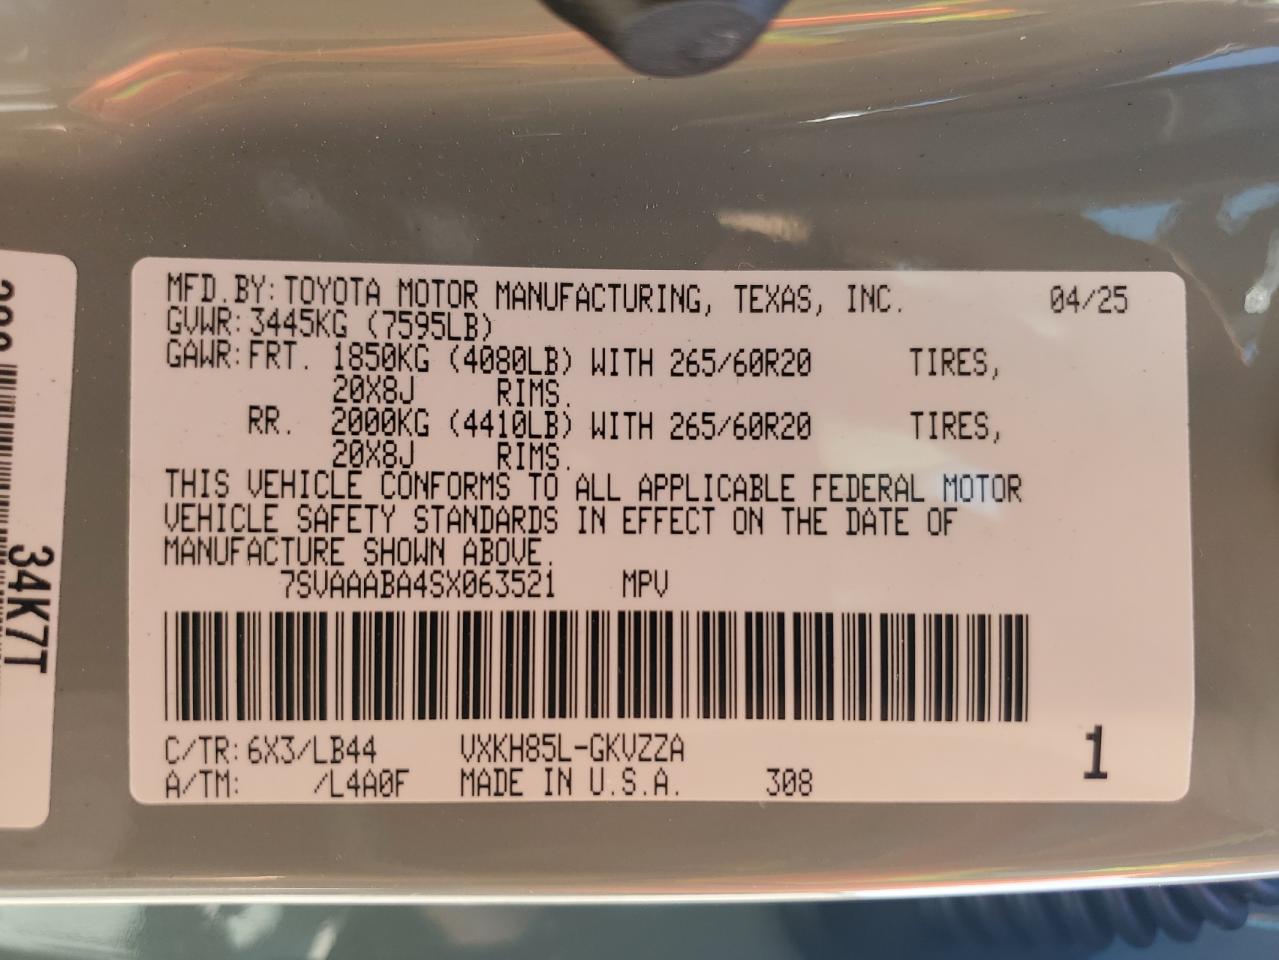 MFD.BY:TOYOTA MOTOR MANUFACTURING, TEXAS, INC. 04/25
GVWR:3445KG (7595LB)
GAWR:FRT. 1850KG (4080LB) WITH 265/60R20 TIRES,
20X8J RIMS.
RR. 2000KG (4410LB) WITH 265/60R20 TIRES,
20X8J RIMS.
THIS VEHICLE CONFORMS TO ALL APPLICABLE FEDERAL MOTOR
VEHICLE SAFETY STANDARDS IN EFFECT ON THE DATE OF
MANUFACTURE SHOWN ABOVE.
7SVAAABA4SX063521 MPV
C/TR:6X3/LB44 VXKH85L-GKVZZA
A/TM: /L4A0F MADE IN U.S.A. 308 1
34K7T